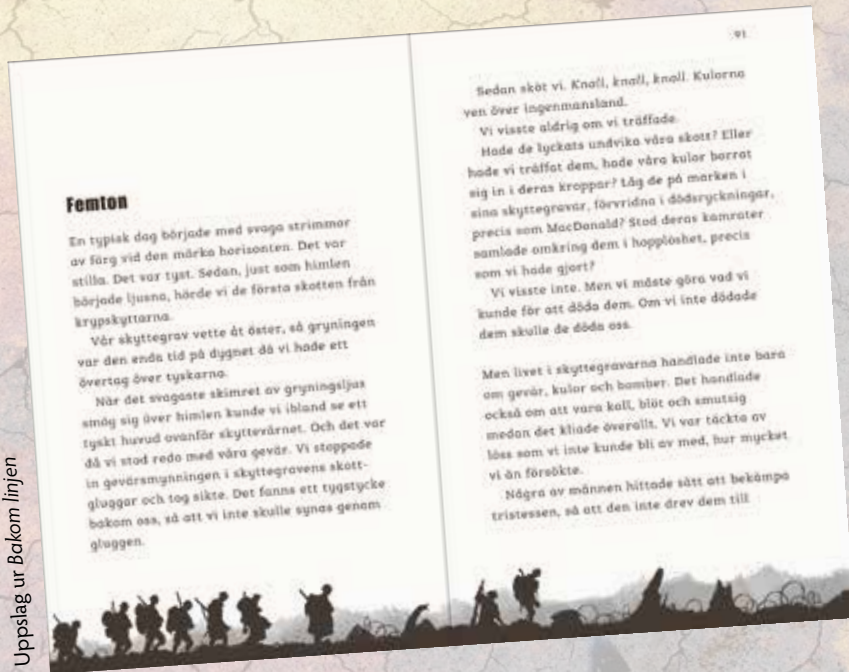 Femton
En typisk dag började med svaga strimmor
av färg vid den mörka horisonten. Det var
stilla. Det var tyst. Sedan, just som himlen
började ljusna, hörde vi de första skotten från
krypskyttarna.
Vår skyttegrav vette åt öster, så gryningen
var den enda tid på dygnet då vi hade ett
övertag över tyskarna.
När det svagaste skimret av gryningsljus
smög sig över himlen kunde vi ibland se ett
tyskt huvud ovanför skyttevärnet. Och det var
då vi stod redo med våra gevär. Vi stoppade
in gevärsmynningen i skyttegravens skott-
gluggar och tog sikte. Det fanns ett tygstycke
bakom oss, så att vi inte skulle synas genom
gluggen.
91
Sedan sköt vi. Knall, knall, knall. Kulorna
ven över ingenmansland.
Vi visste aldrig om vi träffade.
Hade de lyckats undvika våra skott? Eller
hade vi träffat dem, hade våra kulor borrat
sig in i deras kroppar? Låg de på marken i
sina skyttegravar, förvridna i dödsryckningar,
precis som MacDonald? Stod deras kamrater
samlade omkring dem i hopplöshet, precis
som vi hade gjort?
Vi visste inte. Men vi måste göra vad vi
kunde för att döda dem. Om vi inte dödade
dem skulle de döda oss.
Men livet i skyttegravarna handlade inte bara
om gevär, kulor och bomber. Det handlade
också om att vara kall, blöt och smutsig
medan det kliade överallt. Vi var täckta av
löss som vi inte kunde bli av med, hur mycket
vi än försökte.
Några av männen hittade sätt att bekämpa
tristessen, så att den inte drev dem till
Uppslag ur Bakom linjen